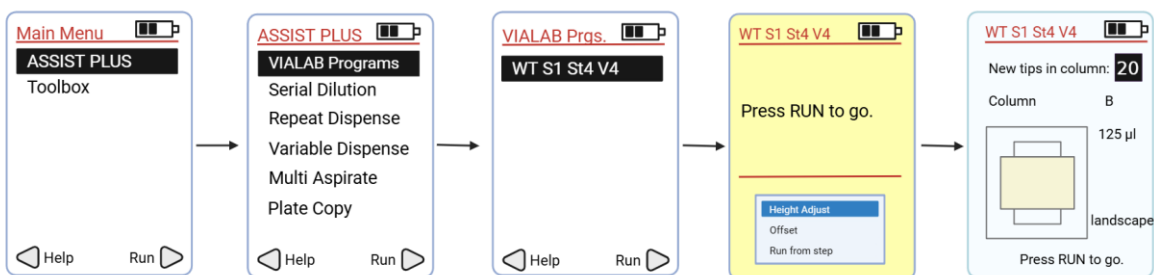 Main Menu
ASSIST PLUS
Toolbox
Help
Run
ASSIST PLUS
VIALAB Programs
Serial Dilution
Repeat Dispense
Variable Dispense
Multi Aspirate
Plate Copy
Help
Run
VIALAB Prgs.
WT S1 St4 V4
Help
Run
WT S1 St4 V4
Press RUN to go.
Height Adjust
Offset
Run from step
WT S1 St4 V4
New tips in column: 20
Column B
125 µl
landscape
Press RUN to go.